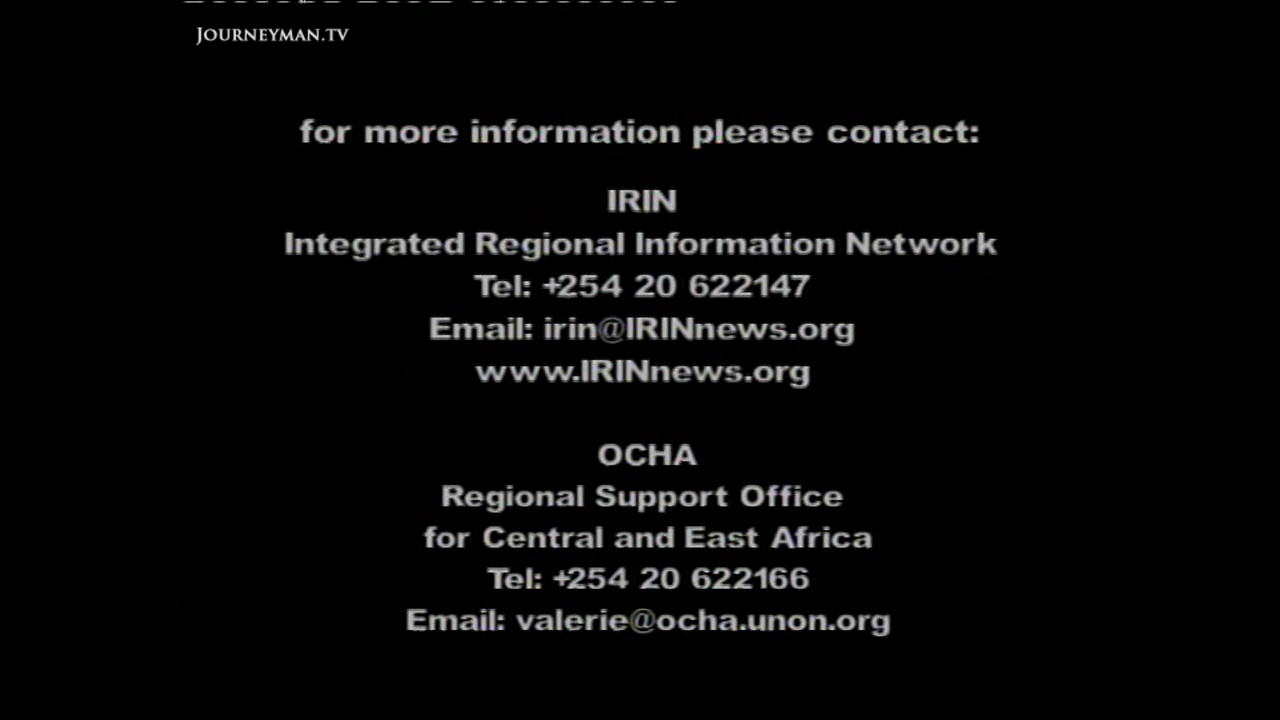 JOURNEYMAN.TV
for more information please contact:
IRIN
Integrated Regional Information Network
Tel: +254 20 622147
Email: irin@IRINnews.org
www.IRINnews.org
OCHA
Regional Support Office
for Central and East Africa
Tel: +254 20 622166
Email: valerie@ocha.unon.org